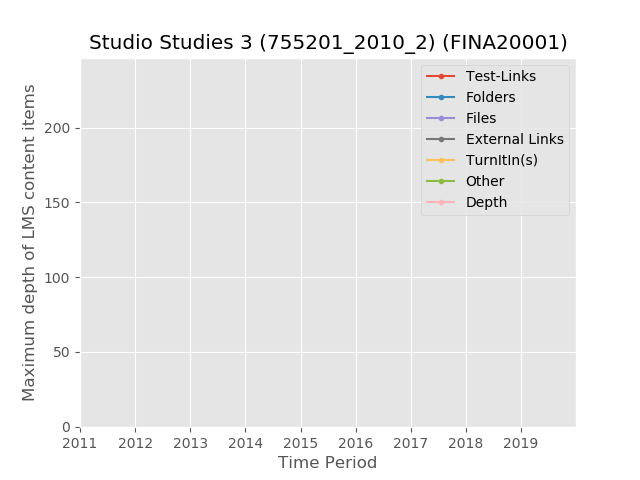 Studio Studies 3 (755201_2010_2) (FINA20001)
Test-Links
Folders
Files
External Links
TurnItIn(s)
Other
Depth
Maximum depth of LMS content items
200
150
100
50
0
2011 2012 2013 2014 2015 2016 2017 2018 2019
Time Period